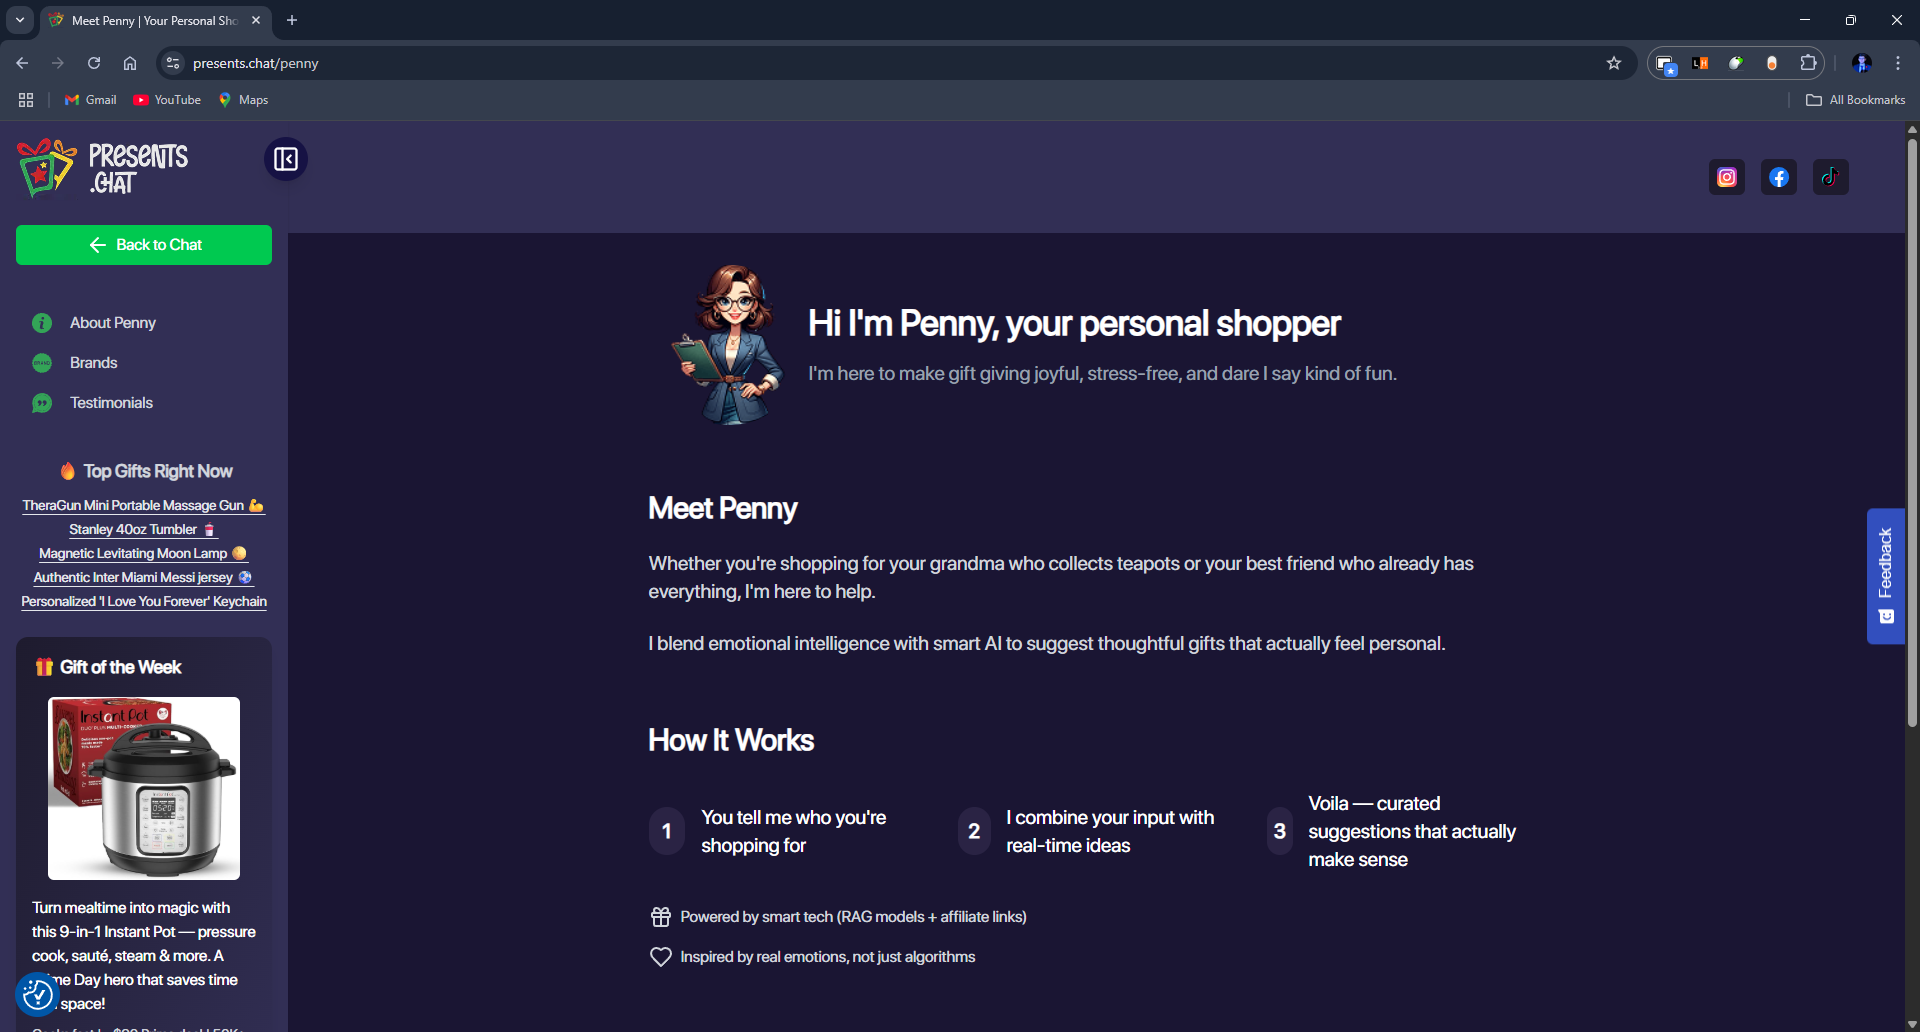 Meet Penny | Your Personal Sho
presents.chat/penny
Gmail
YouTube
Maps
All Bookmarks
PRESENTS
.CHAT
Back to Chat
About Penny
Brands
Testimonials
🔥 Top Gifts Right Now
TheraGun Mini Portable Massage Gun 💪
Stanley 40oz Tumbler 🥤
Magnetic Levitating Moon Lamp 🌕
Authentic Inter Miami Messi jersey ⚽
Personalized 'I Love You Forever' Keychain
🎁 Gift of the Week
Instant Pot
Turn mealtime into magic with
this 9-in-1 Instant Pot — pressure
cook, sauté, steam & more. A
me Day hero that saves time
space!
Hi I'm Penny, your personal shopper
I'm here to make gift giving joyful, stress-free, and dare I say kind of fun.
Meet Penny
Whether you're shopping for your grandma who collects teapots or your best friend who already has
everything, I'm here to help.
I blend emotional intelligence with smart AI to suggest thoughtful gifts that actually feel personal.
How It Works
1
You tell me who you're
shopping for
2
I combine your input with
real-time ideas
3
Voila — curated
suggestions that actually
make sense
Powered by smart tech (RAG models + affiliate links)
Inspired by real emotions, not just algorithms
Feedback